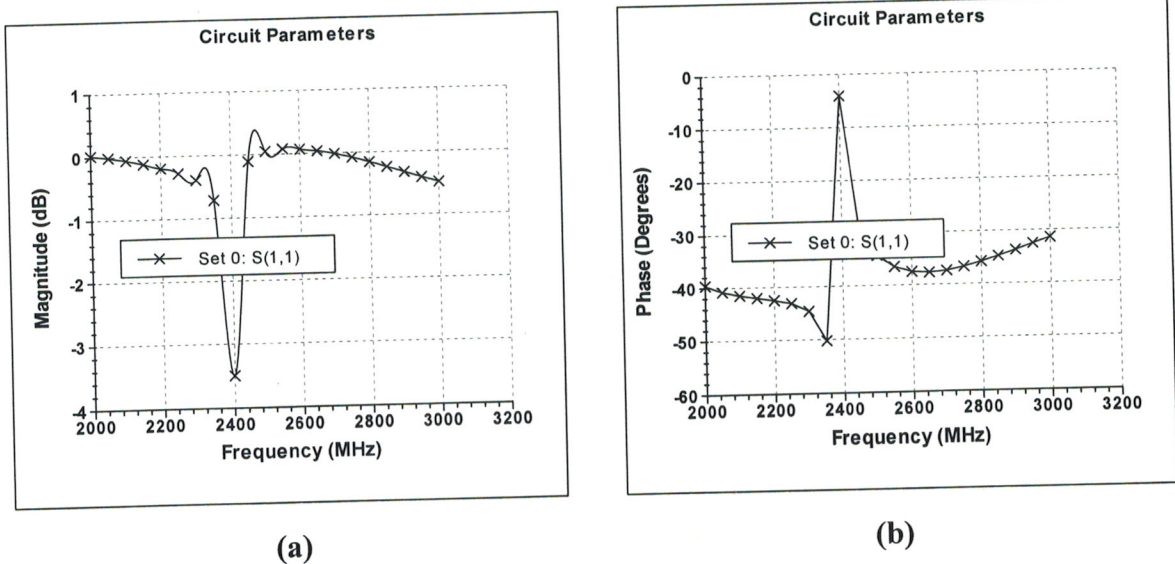 Circuit Parameters
Magnitude (dB)
1
0
-1
-2
-3
-4
Set 0: S(1,1)
2000 2200 2400 2600 2800 3000 3200
Frequency (MHz)
(a)
Circuit Parameters
Phase (Degrees)
0
-10
-20
-30
-40
-50
-60
Set 0: S(1,1)
2000 2200 2400 2600 2800 3000 3200
Frequency (MHz)
(b)